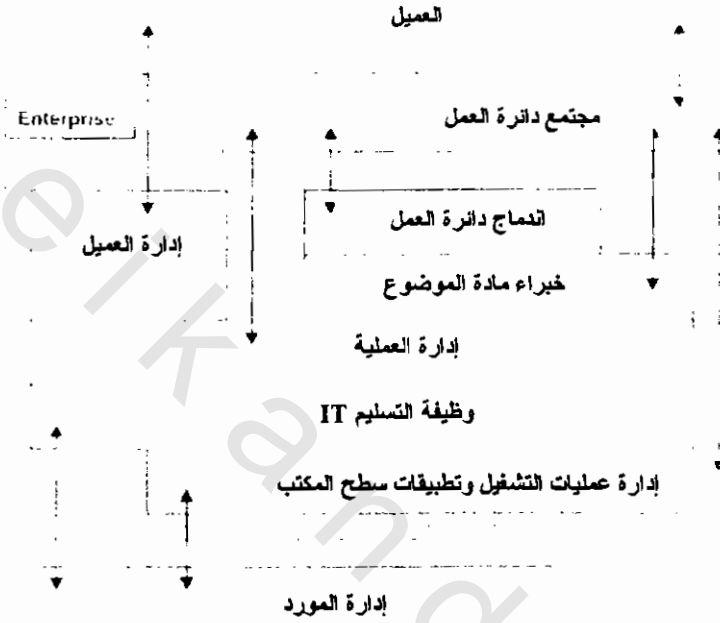 العميل
Enterprise
مجتمع دائرة العمل
اندماج دائرة العمل
إدارة العميل
خبراء مادة الموضوع
إدارة العملية
وظيفة التسليم IT
إدارة عمليات التشغيل وتطبيقات سطح المكتب
إدارة المورد
eikand